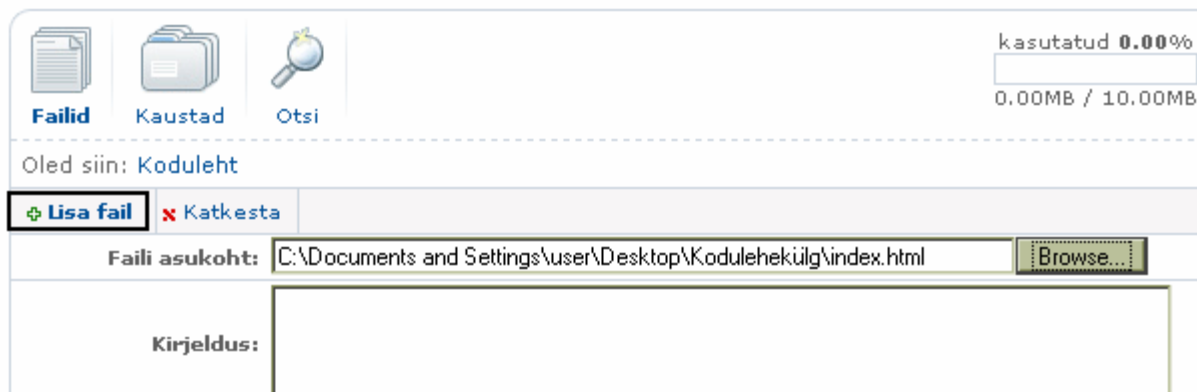 kasutatud 0.00%
0.00MB / 10.00MB
Failid Kaustad Otsi
Oled siin: Koduleht
Lisa fail Katkesta
Faili asukoht: C:\Documents and Settings\user\Desktop\Kodulehekülg\index.html Browse...
Kirjeldus: